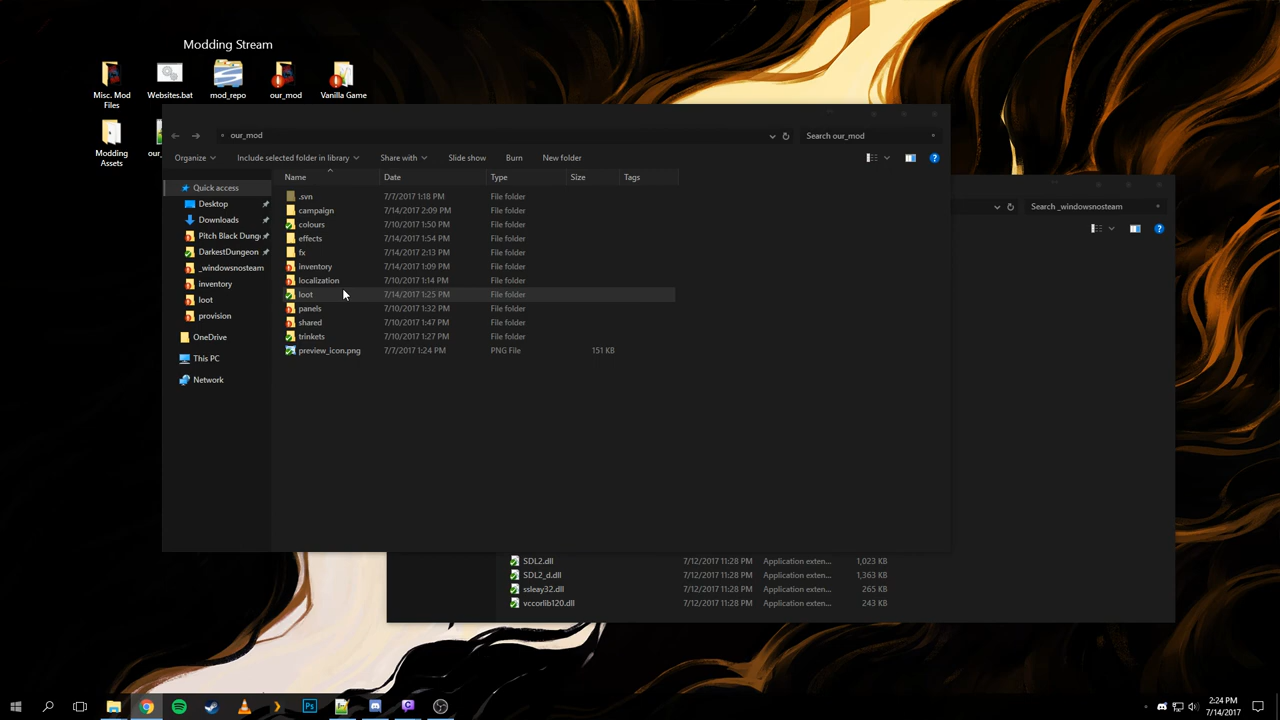 Modding Stream
Misc. Mod Files
Websites.bat
mod_repo
our_mod
Vanilla Game
Modding Assets
our_
our_mod
Search our_mod
Organize
Include selected folder in library
Share with
Slide show
Burn
New folder
Name
Date
Type
Size
Tags
Quick access
Desktop
Downloads
Pitch Black Dung
DarkestDungeon
_windowsnosteam
inventory
loot
provision
OneDrive
This PC
Network
.svn 7/7/2017 1:18 PM File folder
campaign 7/14/2017 2:09 PM File folder
colours 7/10/2017 1:50 PM File folder
effects 7/14/2017 1:54 PM File folder
fx 7/14/2017 2:13 PM File folder
inventory 7/14/2017 1:09 PM File folder
localization 7/10/2017 1:14 PM File folder
loot 7/14/2017 1:25 PM File folder
panels 7/10/2017 1:32 PM File folder
shared 7/10/2017 1:47 PM File folder
trinkets 7/10/2017 1:27 PM File folder
preview_icon.png 7/7/2017 1:24 PM PNG File 151 KB
Search _windowsnosteam
SDL2.dll 7/12/2017 11:28 PM Application exten... 1,023 KB
SDL2_d.dll 7/12/2017 11:28 PM Application exten... 1,363 KB
ssleay32.dll 7/12/2017 11:28 PM Application exten... 265 KB
vccorlib120.dll 7/12/2017 11:28 PM Application exten... 243 KB
Ps
2:24 PM
7/14/2017